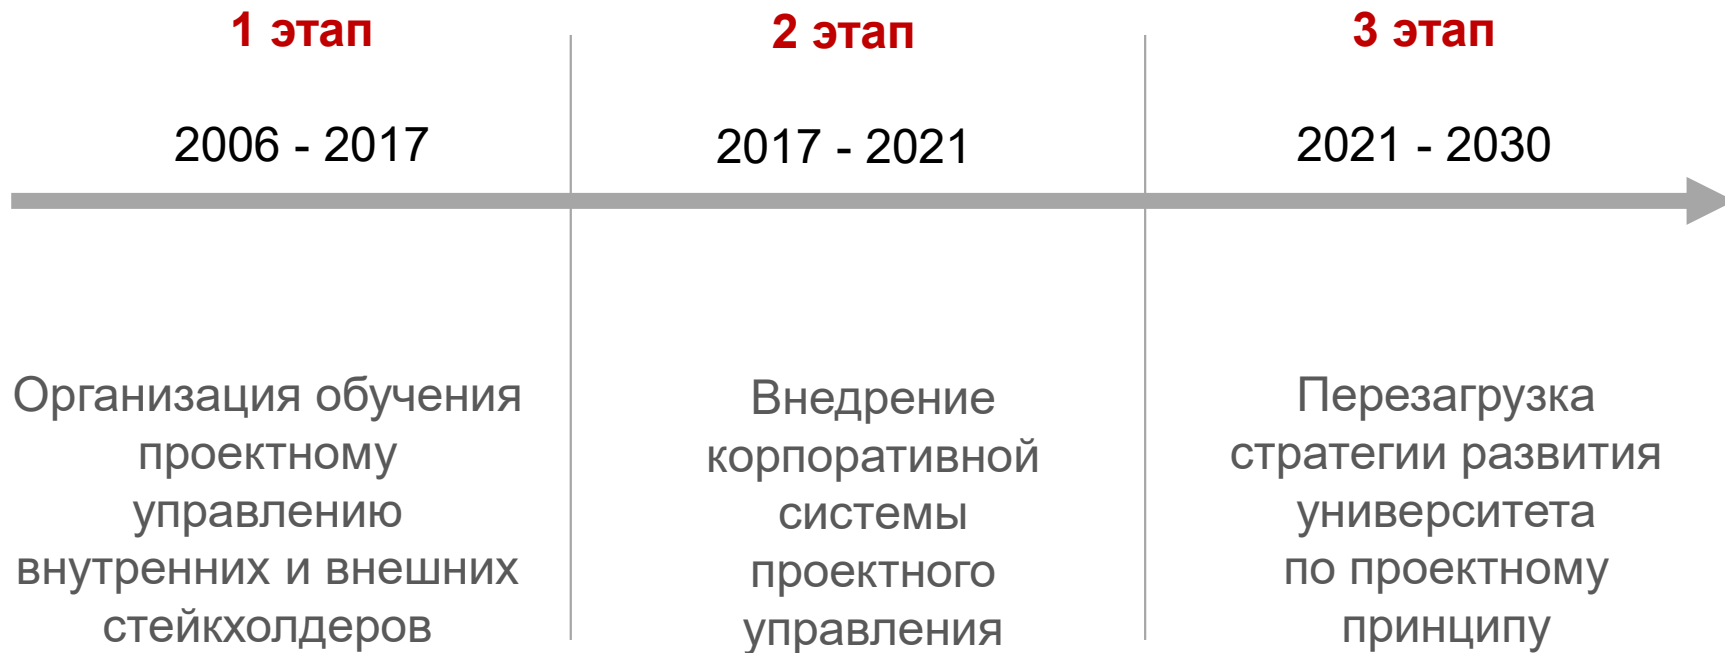 1 этап
2006 - 2017
Организация обучения
проектному
управлению
внутренних и внешних
стейкхолдеров
2 этап
2017 - 2021
Внедрение
корпоративной
системы
проектного
управления
3 этап
2021 - 2030
Перезагрузка
стратегии развития
университета
по проектному
принципу